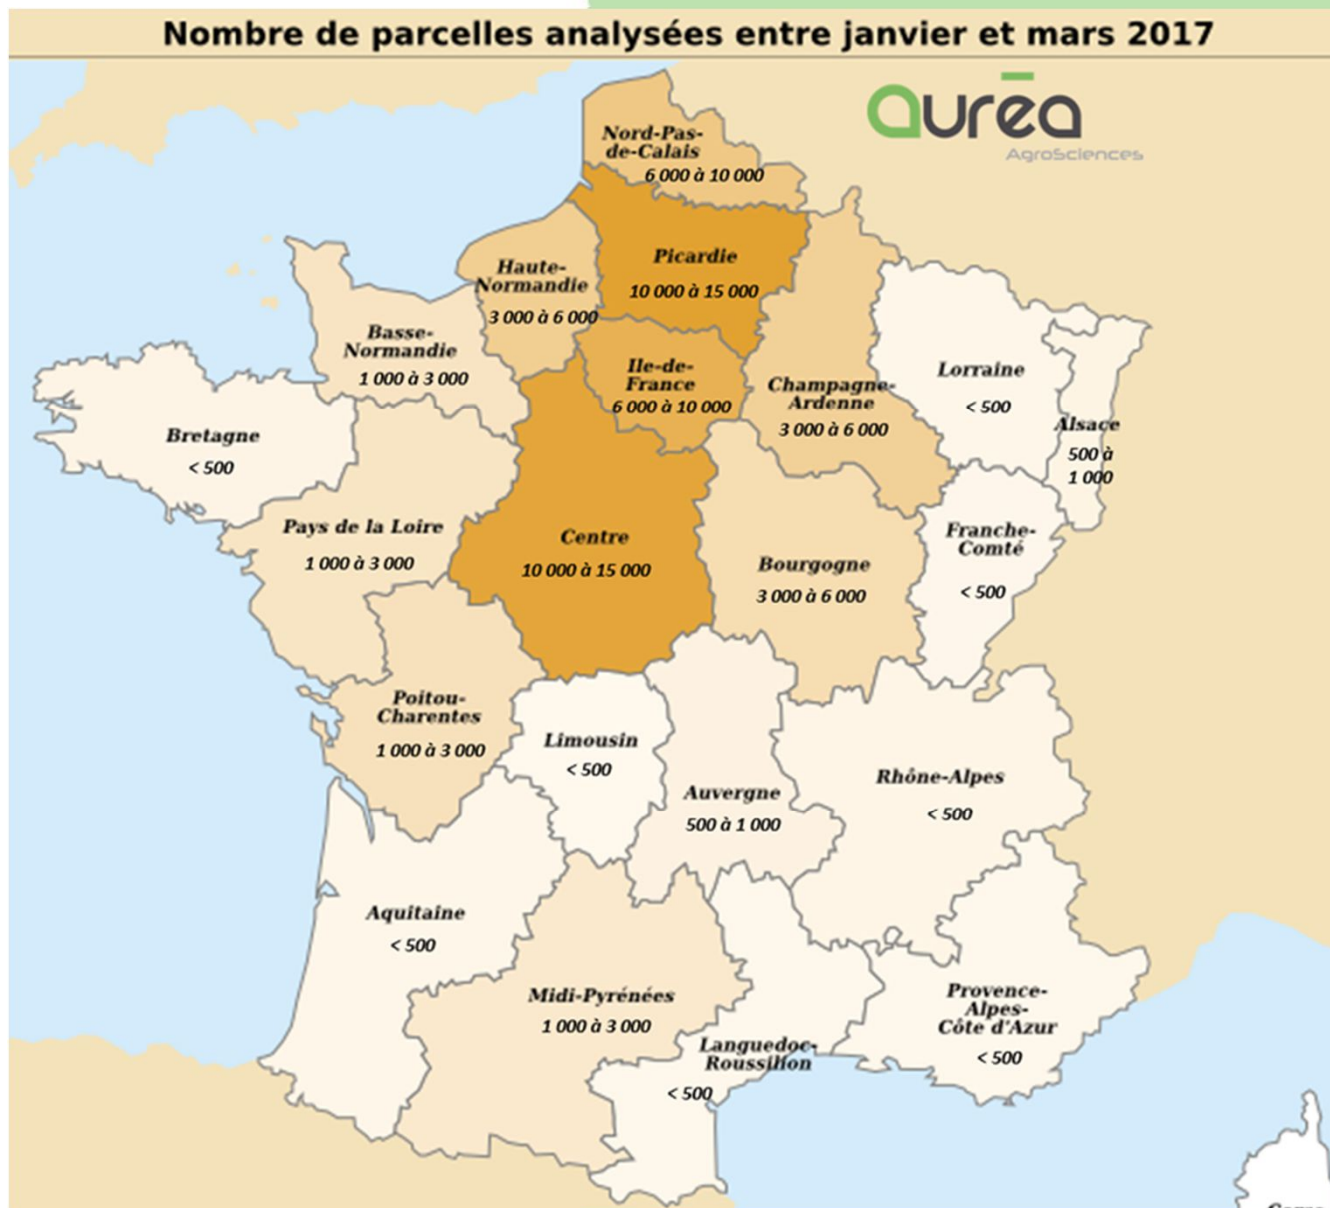 Nombre de parcelles analysées entre janvier et mars 2017
aurēa
AgroSciences
Nord-Pas-
de-Calais
6 000 à 10 000
Picardie
10 000 à 15 000
Haute-
Normandie
3 000 à 6 000
Basse-
Normandie
1 000 à 3 000
Ile-de-
France
6 000 à 10 000
Champagne-
Ardenne
3 000 à 6 000
Lorraine
< 500
Alsace
500 à
1 000
Bretagne
< 500
Pays de la Loire
1 000 à 3 000
Centre
10 000 à 15 000
Bourgogne
3 000 à 6 000
Franche-
Comté
< 500
Poitou-
Charentes
1 000 à 3 000
Limousin
< 500
Auvergne
500 à 1 000
Rhône-Alpes
< 500
Aquitaine
< 500
Midi-Pyrénées
1 000 à 3 000
Languedoc-
Roussillon
< 500
Provence-
Alpes-
Côte d'Azur
< 500